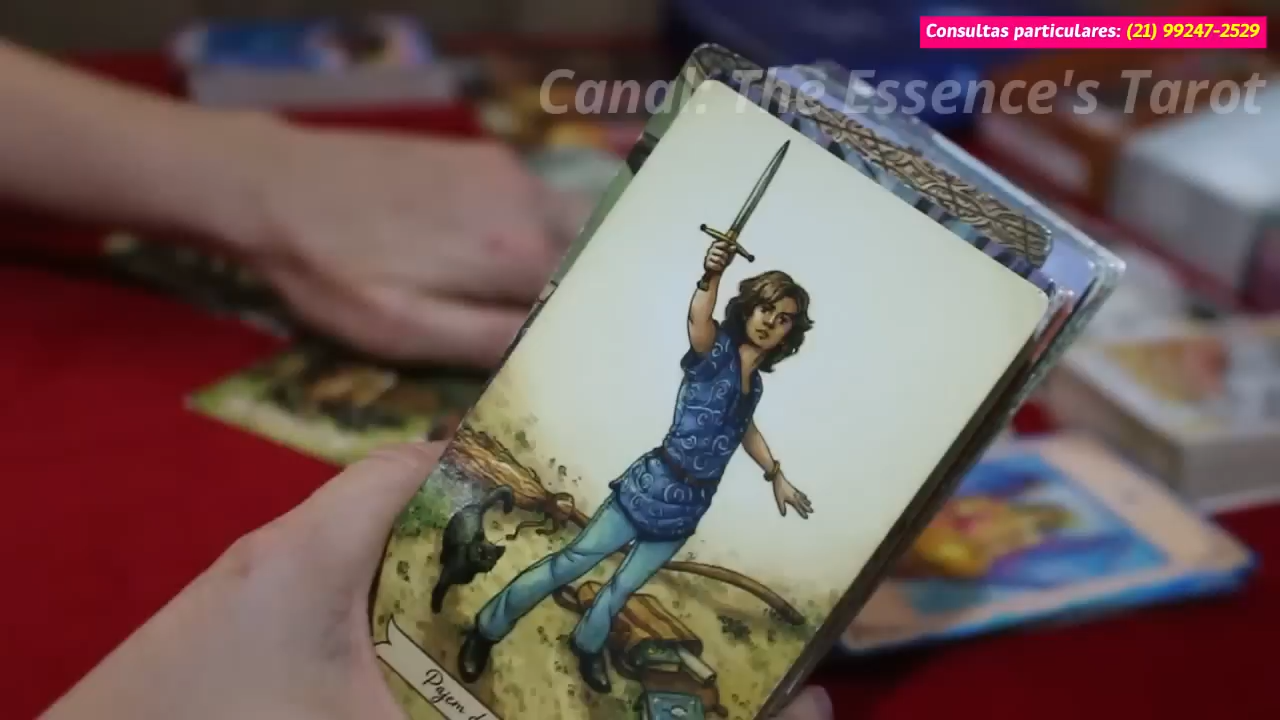 Consultas particulares: (21) 99247-2529
Canal: The Essence's Tarot
Pajem d